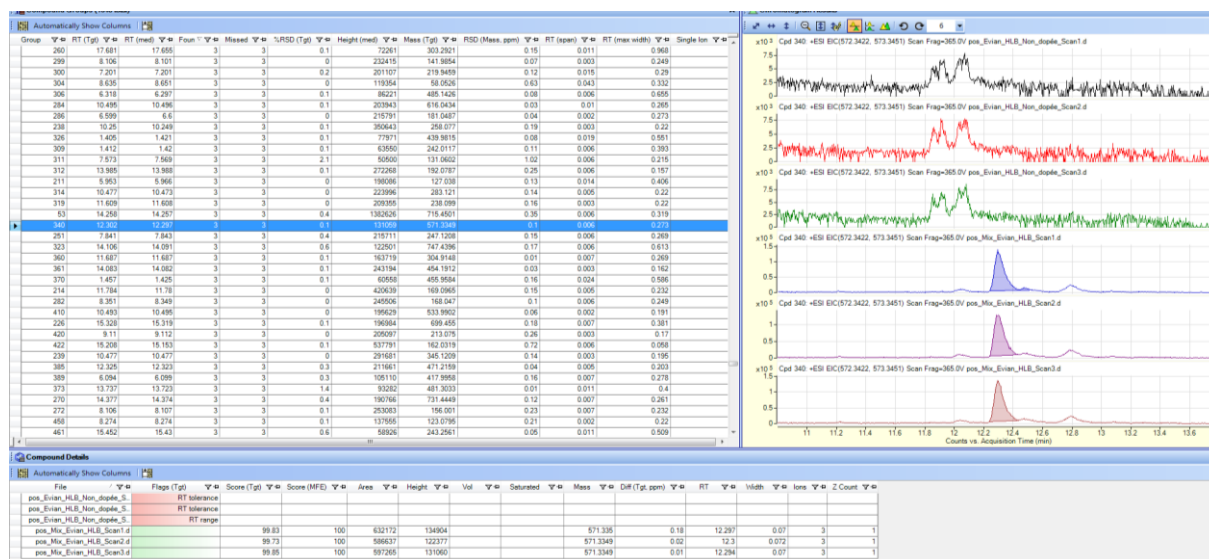 Automatically Show Columns
6
Group RT (Tgt) RT (med) Foun Missed %RSD (Tgt) Height (med) Mass (Tgt) RSD (Mass, ppm) RT (span) RT (max width) Single Ion
260 17.681 17.655 3 3 0.1 72261 303.2921 0.15 0.011 0.968
299 8.106 8.101 3 3 0 232415 141.9854 0.07 0.003 0.249
300 7.201 7.201 3 3 0.2 201107 219.9459 0.12 0.015 0.29
304 8.635 8.651 3 3 0 119354 58.0526 0.63 0.043 0.332
306 6.318 6.297 3 3 0.1 86221 485.1426 0.08 0.006 0.655
284 10.495 10.496 3 3 0.1 203943 616.0434 0.03 0.01 0.265
286 6.599 6.6 3 3 0 215791 181.0487 0.04 0.002 0.273
238 10.25 10.249 3 3 0.1 350643 258.077 0.19 0.003 0.22
326 1.405 1.421 3 3 0.1 77971 439.9815 0.08 0.019 0.551
309 1.412 1.42 3 3 0.1 63550 242.0117 0.11 0.006 0.393
311 7.573 7.569 3 3 2.1 50500 131.0602 1.02 0.006 0.215
312 13.985 13.988 3 3 0.1 272268 192.0787 0.25 0.006 0.157
211 5.953 5.966 3 3 0 198086 127.038 0.13 0.014 0.406
314 10.477 10.473 3 3 0 223996 283.121 0.14 0.005 0.22
319 11.609 11.608 3 3 0 209355 238.099 0.16 0.003 0.22
53 14.258 14.257 3 3 0.4 1382626 715.4501 0.35 0.006 0.319
340 12.302 12.297 3 3 0.1 131059 571.3349 0.1 0.006 0.273
251 7.841 7.843 3 3 0.4 215711 247.1208 0.15 0.006 0.269
323 14.106 14.091 3 3 0.6 122501 747.4396 0.17 0.006 0.613
360 11.687 11.687 3 3 0.1 163719 304.9148 0.01 0.007 0.269
361 14.083 14.082 3 3 0.1 243194 454.1912 0.03 0.003 0.162
370 1.457 1.425 3 3 0.1 60558 455.9584 0.16 0.024 0.586
214 11.784 11.78 3 3 0 420639 169.0965 0.15 0.005 0.232
282 8.351 8.349 3 3 0 245506 168.047 0.1 0.006 0.249
410 10.493 10.495 3 3 0 195629 533.9902 0.06 0.002 0.191
226 15.328 15.319 3 3 0.1 196984 699.455 0.18 0.007 0.381
420 9.11 9.112 3 3 0 205097 213.075 0.26 0.003 0.17
422 15.208 15.153 3 3 0.1 537791 162.0319 0.72 0.006 0.058
239 10.477 10.477 3 3 0 291681 345.1209 0.14 0.003 0.195
385 12.325 12.323 3 3 0.3 211661 471.2159 0.04 0.005 0.203
389 6.094 6.099 3 3 0.3 105110 417.9958 0.16 0.007 0.278
373 13.737 13.723 3 3 1.4 93282 481.3033 0.01 0.011 0.4
270 14.377 14.374 3 3 0.4 190766 731.4449 0.12 0.007 0.261
272 8.106 8.107 3 3 0.1 253083 156.001 0.23 0.007 0.232
458 8.274 8.274 3 3 0.1 137555 123.0795 0.21 0.002 0.22
461 15.452 15.43 3 3 0.6 58926 243.2561 0.05 0.011 0.509
Cpd 340: +ESI EIC(572.3422, 573.3451) Scan Frag=365.0V pos_Evian_HLB_Non_dopée_Scan1.d
7.5
5
2.5
Cpd 340: +ESI EIC(572.3422, 573.3451) Scan Frag=365.0V pos_Evian_HLB_Non_dopée_Scan2.d
7.5
5
2.5
Cpd 340: +ESI EIC(572.3422, 573.3451) Scan Frag=365.0V pos_Evian_HLB_Non_dopée_Scan3.d
7.5
5
2.5
x10 5 Cpd 340: +ESI EIC(572.3422, 573.3451) Scan Frag=365.0V pos_Mix_Evian_HLB_Scan1.d
1.5
1
0.5
0
x10 5 Cpd 340: +ESI EIC(572.3422, 573.3451) Scan Frag=365.0V pos_Mix_Evian_HLB_Scan2.d
1
0.5
0
x10 5 Cpd 340: +ESI EIC(572.3422, 573.3451) Scan Frag=365.0V pos_Mix_Evian_HLB_Scan3.d
1.5
1
0.5
0
11 11.2 11.4 11.6 11.8 12 12.2 12.4 12.6 12.8 13 13.2 13.4 13.6
Counts vs. Acquisition Time (min)
Compound Details
Automatically Show Columns
File Flags (Tgt) Score (Tgt) Score (MFE) Area Height Vol Saturated Mass Diff (Tgt, ppm) RT Width Ions Z Count
pos_Evian_HLB_Non_dopée_S... RT tolerance
pos_Evian_HLB_Non_dopée_S... RT tolerance
pos_Evian_HLB_Non_dopée_S... RT range
pos_Mix_Evian_HLB_Scan1.d 99.83 100 632172 134904 571.335 0.18 12.297 0.07 3 1
pos_Mix_Evian_HLB_Scan2.d 99.73 100 586637 122377 571.3349 0.02 12.3 0.072 3 1
pos_Mix_Evian_HLB_Scan3.d 99.85 100 597265 131060 571.3349 0.01 12.294 0.07 3 1